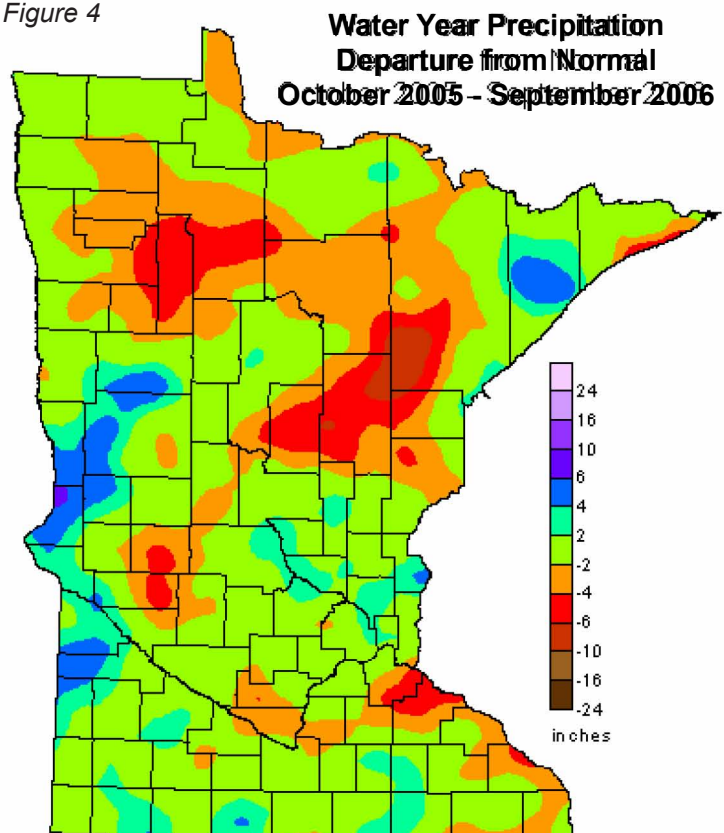 Figure 4
Water Year Precipitation
Departure from Normal
October 2005 - September 2006
24
16
10
6
4
2
-2
-4
-6
-10
-16
-24
inches